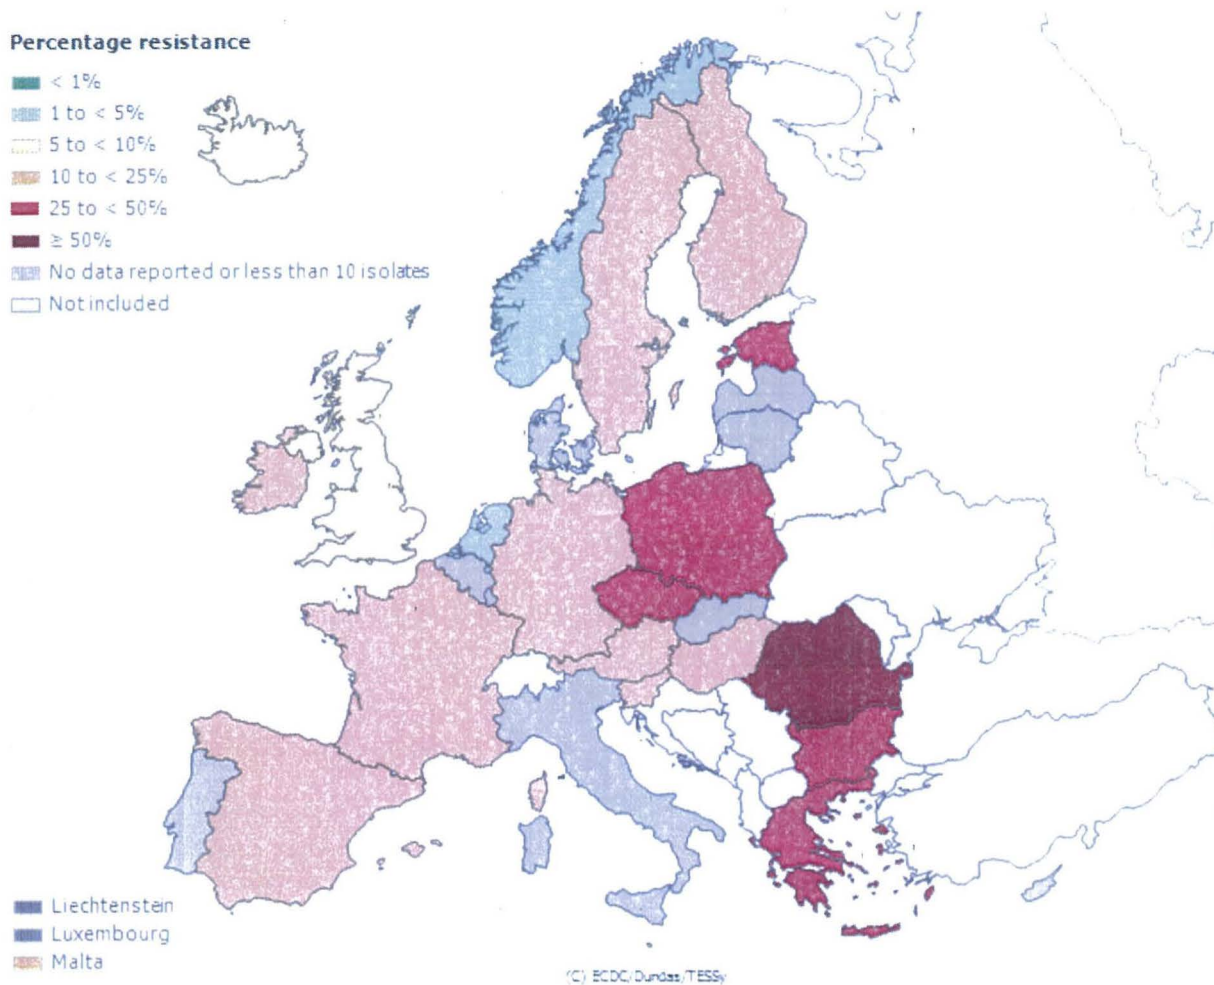 Percentage resistance
< 1%
1 to < 5%
5 to < 10%
10 to < 25%
25 to < 50%
≥ 50%
No data reported or less than 10 isolates
Not included
Liechtenstein
Luxembourg
Malta
(C) ECDC/Dundas/TESSy